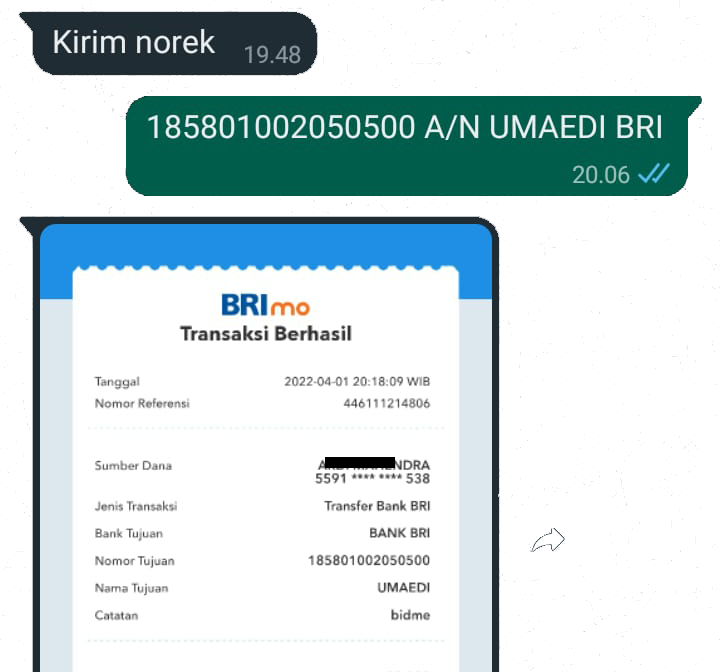 Kirim norek 19.48
185801002050500 A/N UMAEDI BRI
20.06
BRImo
Transaksi Berhasil
Tanggal 2022-04-01 20:18:09 WIB
Nomor Referensi 446111214806
Sumber Dana NDRA
5591 **** **** 538
Jenis Transaksi Transfer Bank BRI
Bank Tujuan BANK BRI
Nomor Tujuan 185801002050500
Nama Tujuan UMAEDI
Catatan bidme